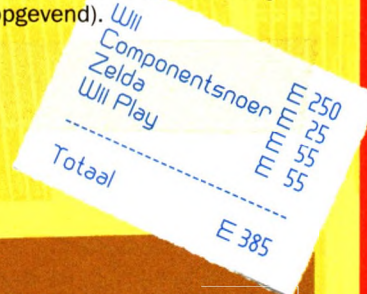 opgevend).
Wii E 250
Componentsnoer E 25
Zelda E 55
Wii Play E 55
Totaal E 385